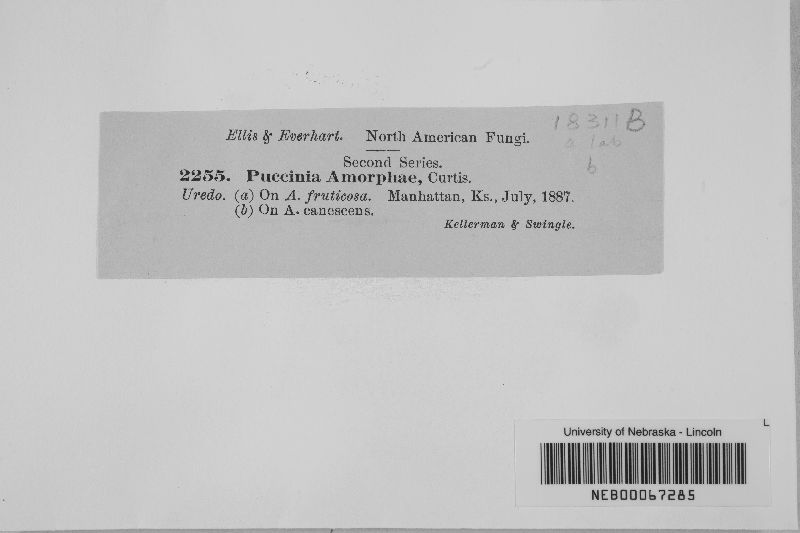 Ellis & Everhart. North American Fungi.
Second Series.
2255. Puccinia Amorphae, Curtis.
Uredo. (a) On A. fruticosa. Manhattan, Ks., July, 1887.
(b) On A. canescens.
Kellerman & Swingle.
18311B
a lab
b
L
University of Nebraska - Lincoln
NEB00067285